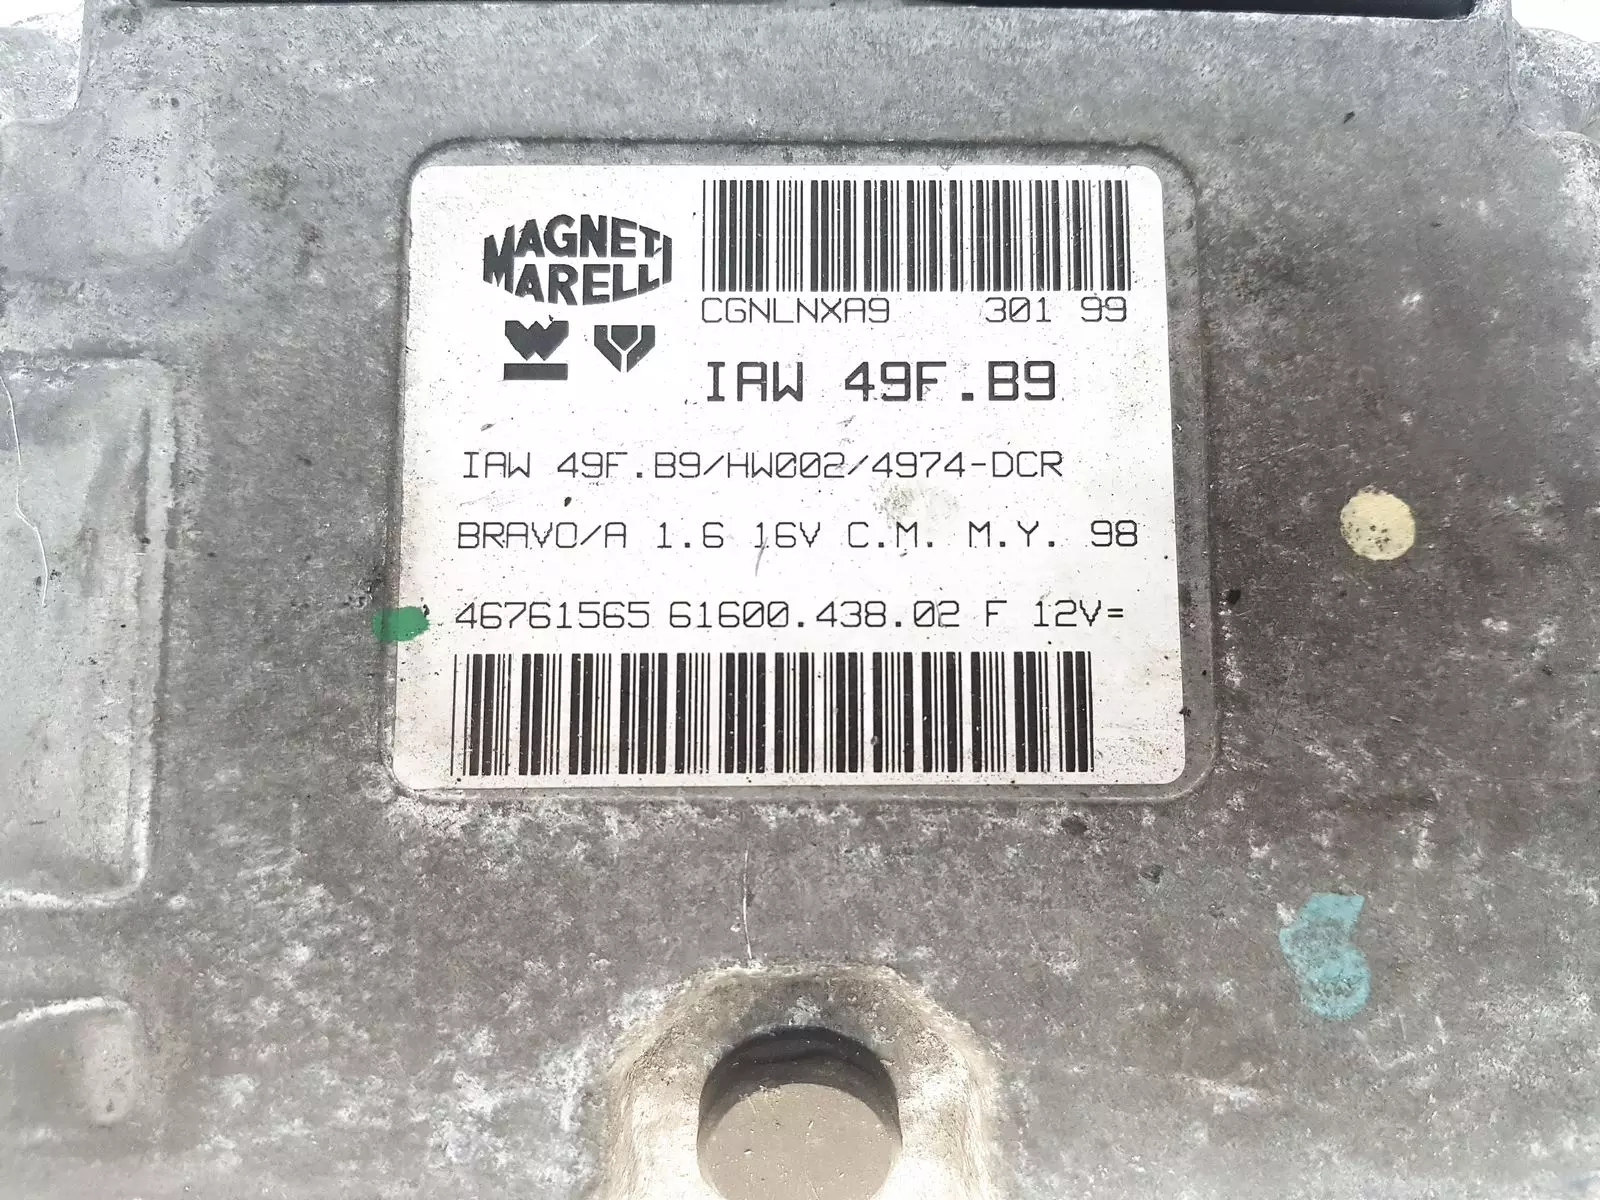 MAGNETI
MARELLI
CGNLNXA9 301 99
IAW 49F.B9
IAW 49F.B9/HW002/4974-DCR
BRAVO/A 1.6 16V C.M. M.Y. 98
46761565 61600.438.02 F 12V=